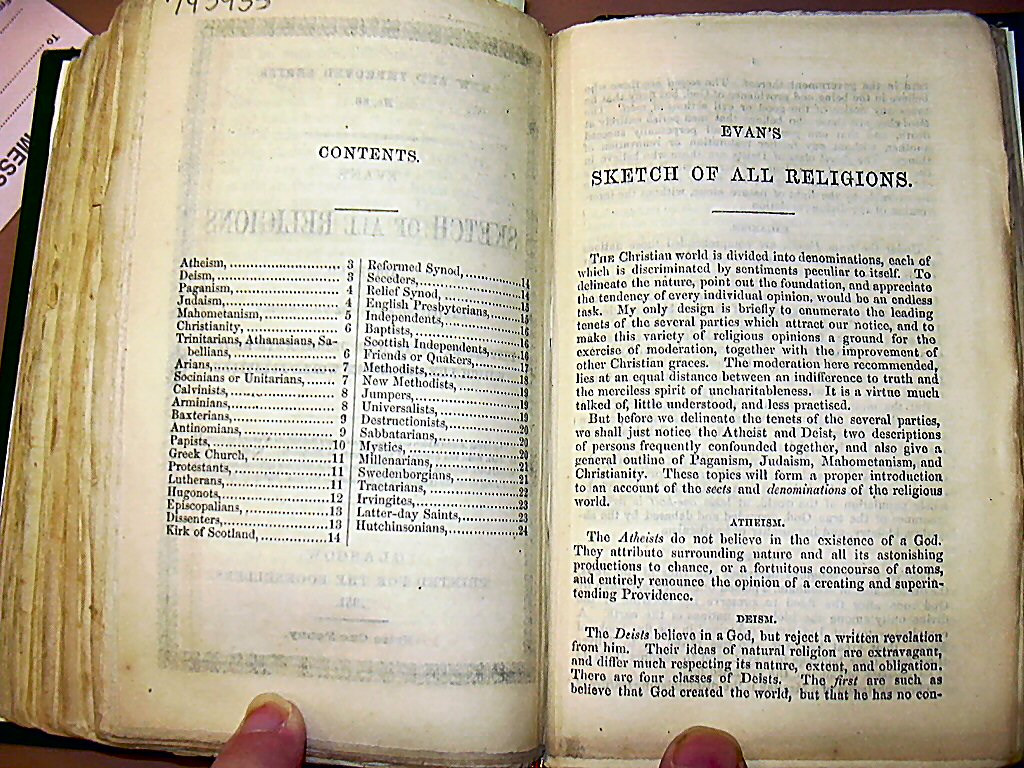 793935
TO
MESS
CONTENTS.
Atheism, 3
Deism, 3
Paganism, 4
Judaism, 4
Mahometanism, 5
Christianity, 6
Trinitarians, Athanasians, Sa-
bellians, 6
Arians, 7
Socinians or Unitarians, 7
Calvinists, 8
Arminians, 8
Baxterians, 9
Antinomians, 9
Papists, 10
Greek Church, 11
Protestants, 11
Lutherans, 11
Hugonots, 12
Episcopalians, 13
Dissenters, 13
Kirk of Scotland, 14
Reformed Synod, 14
Seceders, 14
Relief Synod, 15
English Presbyterians, 15
Independents, 16
Baptists, 16
Scottish Independents, 16
Friends or Quakers, 17
Methodists, 18
New Methodists, 19
Jumpers, 19
Universalists, 19
Destructionists, 20
Sabbatarians, 20
Mystics, 20
Millenarians, 21
Swedenborgians, 21
Tractarians, 22
Irvingites, 23
Latter-day Saints, 23
Hutchinsonians, 24
EVAN'S
SKETCH OF ALL RELIGIONS.
THE Christian world is divided into denominations, each of
which is discriminated by sentiments peculiar to itself. To
delineate the nature, point out the foundation, and appreciate
the tendency of every individual opinion, would be an endless
task. My only design is briefly to enumerate the leading
tenets of the several parties which attract our notice, and to
make this variety of religious opinions a ground for the
exercise of moderation, together with the improvement of
other Christian graces. The moderation here recommended,
lies at an equal distance between an indifference to truth and
the merciless spirit of uncharitableness. It is a virtue much
talked of, little understood, and less practised.
But before we delineate the tenets of the several parties,
we shall just notice the Atheist and Deist, two descriptions
of persons frequently confounded together, and also give a
general outline of Paganism, Judaism, Mahometanism, and
Christianity. These topics will form a proper introduction
to an account of the sects and denominations of the religious
world.
ATHEISM.
The Atheists do not believe in the existence of a God.
They attribute surrounding nature and all its astonishing
productions to chance, or a fortuitous concourse of atoms,
and entirely renounce the opinion of a creating and superin-
tending Providence.
DEISM.
The Deists believe in a God, but reject a written revelation
from him. Their ideas of natural religion are extravagant,
and differ much respecting its nature, extent, and obligation.
There are four classes of Deists. The first are such as
believe that God created the world, but that he has no con-